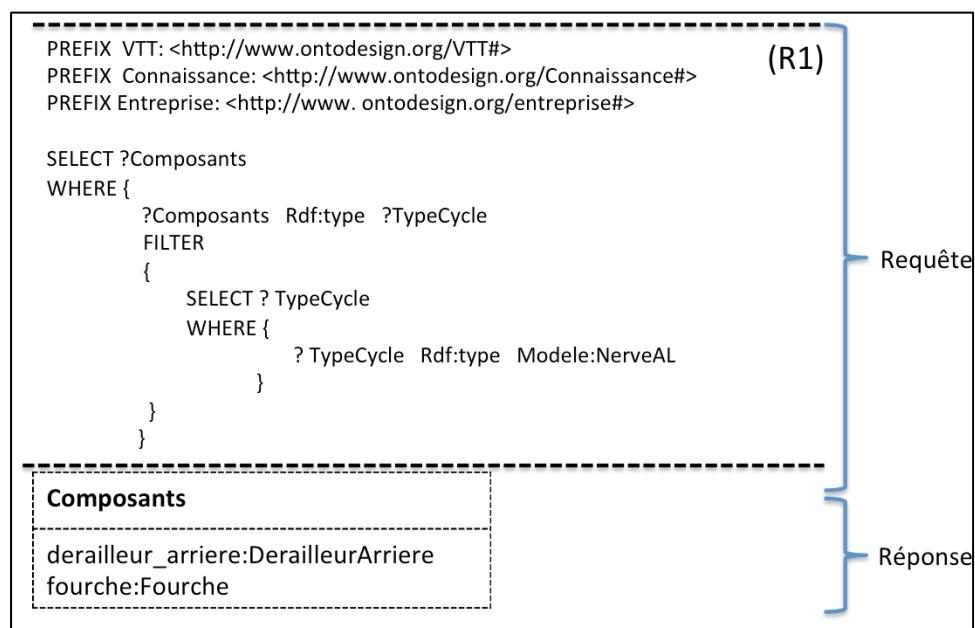 PREFIX VTT: <http://www.ontodesign.org/VTT#>
(R1)
PREFIX Connaissance: <http://www.ontodesign.org/Connaissance#>
PREFIX Entreprise: <http://www. ontodesign.org/entreprise#>
SELECT ?Composants
WHERE {
?Composants Rdf:type ?TypeCycle
FILTER
{
SELECT ? TypeCycle
WHERE {
? TypeCycle Rdf:type Modele:NerveAL
}
}
}
Requête
Composants
derailleur_arriere:DerailleurArriere
fourche:Fourche
Réponse